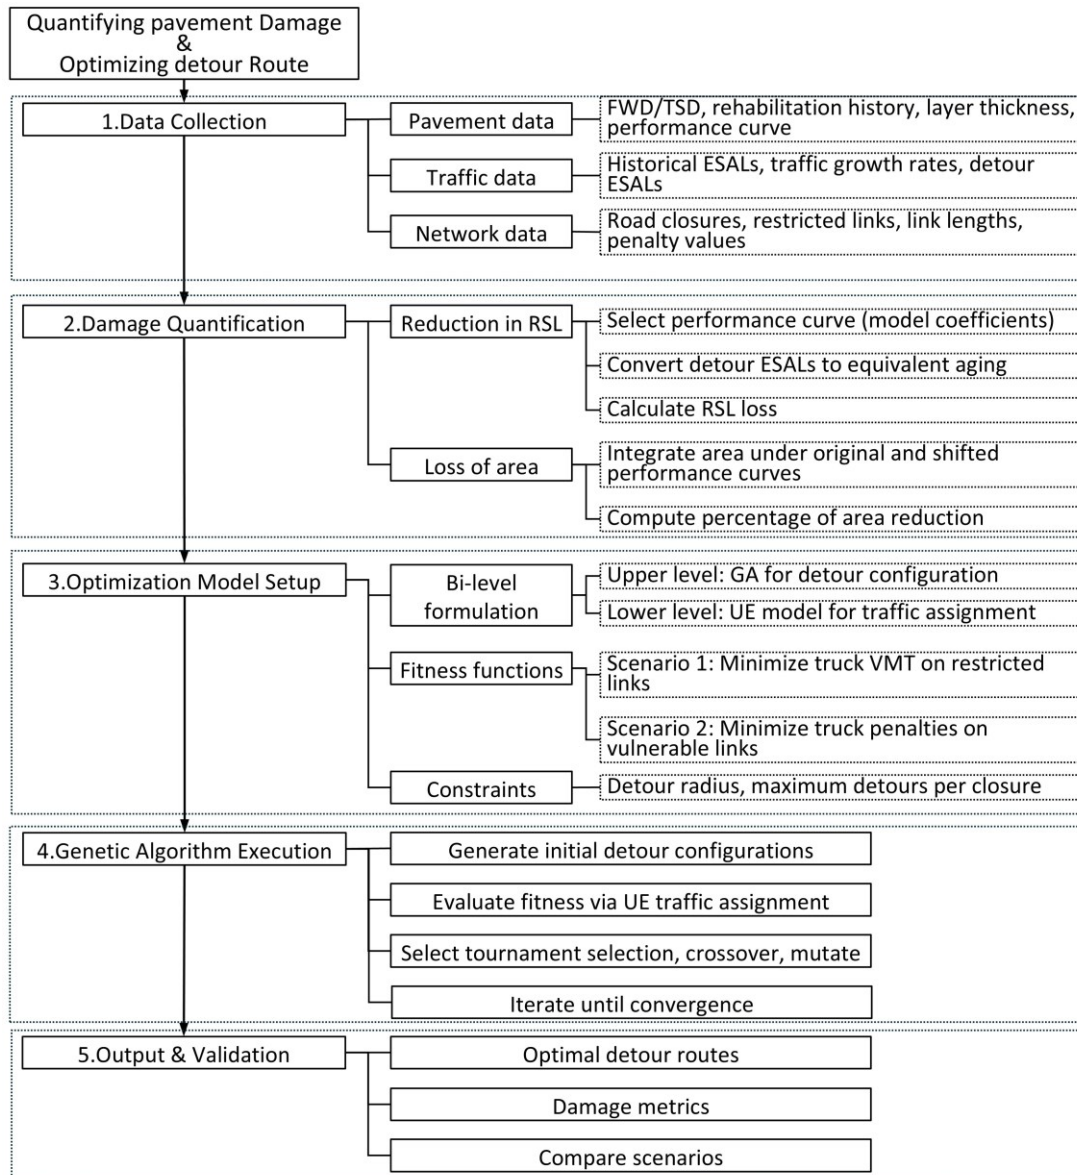 Quantifying pavement Damage
&
Optimizing detour Route
1.Data Collection
Pavement data
FWD/TSD, rehabilitation history, layer thickness,
performance curve
Traffic data
Historical ESALs, traffic growth rates, detour
ESALs
Network data
Road closures, restricted links, link lengths,
penalty values
2.Damage Quantification
Reduction in RSL
Select performance curve (model coefficients)
Convert detour ESALs to equivalent aging
Calculate RSL loss
Loss of area
Integrate area under original and shifted
performance curves
Compute percentage of area reduction
3.Optimization Model Setup
Bi-level
formulation
Upper level: GA for detour configuration
Lower level: UE model for traffic assignment
Fitness functions
Scenario 1: Minimize truck VMT on restricted
links
Scenario 2: Minimize truck penalties on
vulnerable links
Constraints
Detour radius, maximum detours per closure
4.Genetic Algorithm Execution
Generate initial detour configurations
Evaluate fitness via UE traffic assignment
Select tournament selection, crossover, mutate
Iterate until convergence
5.Output & Validation
Optimal detour routes
Damage metrics
Compare scenarios